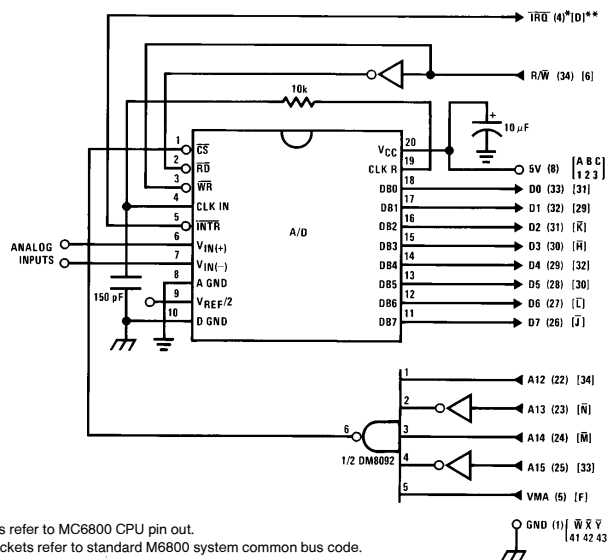 IRQ (4)*[D]**
R/W̅ (34) [6]
10k
10 µF
1 CS̅ VCC 20
2 RD̅ CLK R 19
5V (8) [A B C 1 2 3]
3 WR̅ DB0 18 D0 (33) [31]
4 CLK IN DB1 17 D1 (32) [29]
5 INTR̅ A/D DB2 16 D2 (31) [K̅]
ANALOG INPUTS
6 VIN(+) DB3 15 D3 (30) [H̅]
7 VIN(−) DB4 14 D4 (29) [32]
150 pF
8 A GND DB5 13 D5 (28) [30]
9 VREF/2 DB6 12 D6 (27) [L̅]
10 D GND DB7 11 D7 (26) [J̅]
1 A12 (22) [34]
2 A13 (23) [N̅]
6 3 A14 (24) [M̅]
1/2 DM8092
4 A15 (25) [33]
5 VMA (5) [F]
GND (1) [W̅ X̅ Y̅
41 42 43
s refer to MC6800 CPU pin out.
ckets refer to standard M6800 system common bus code.